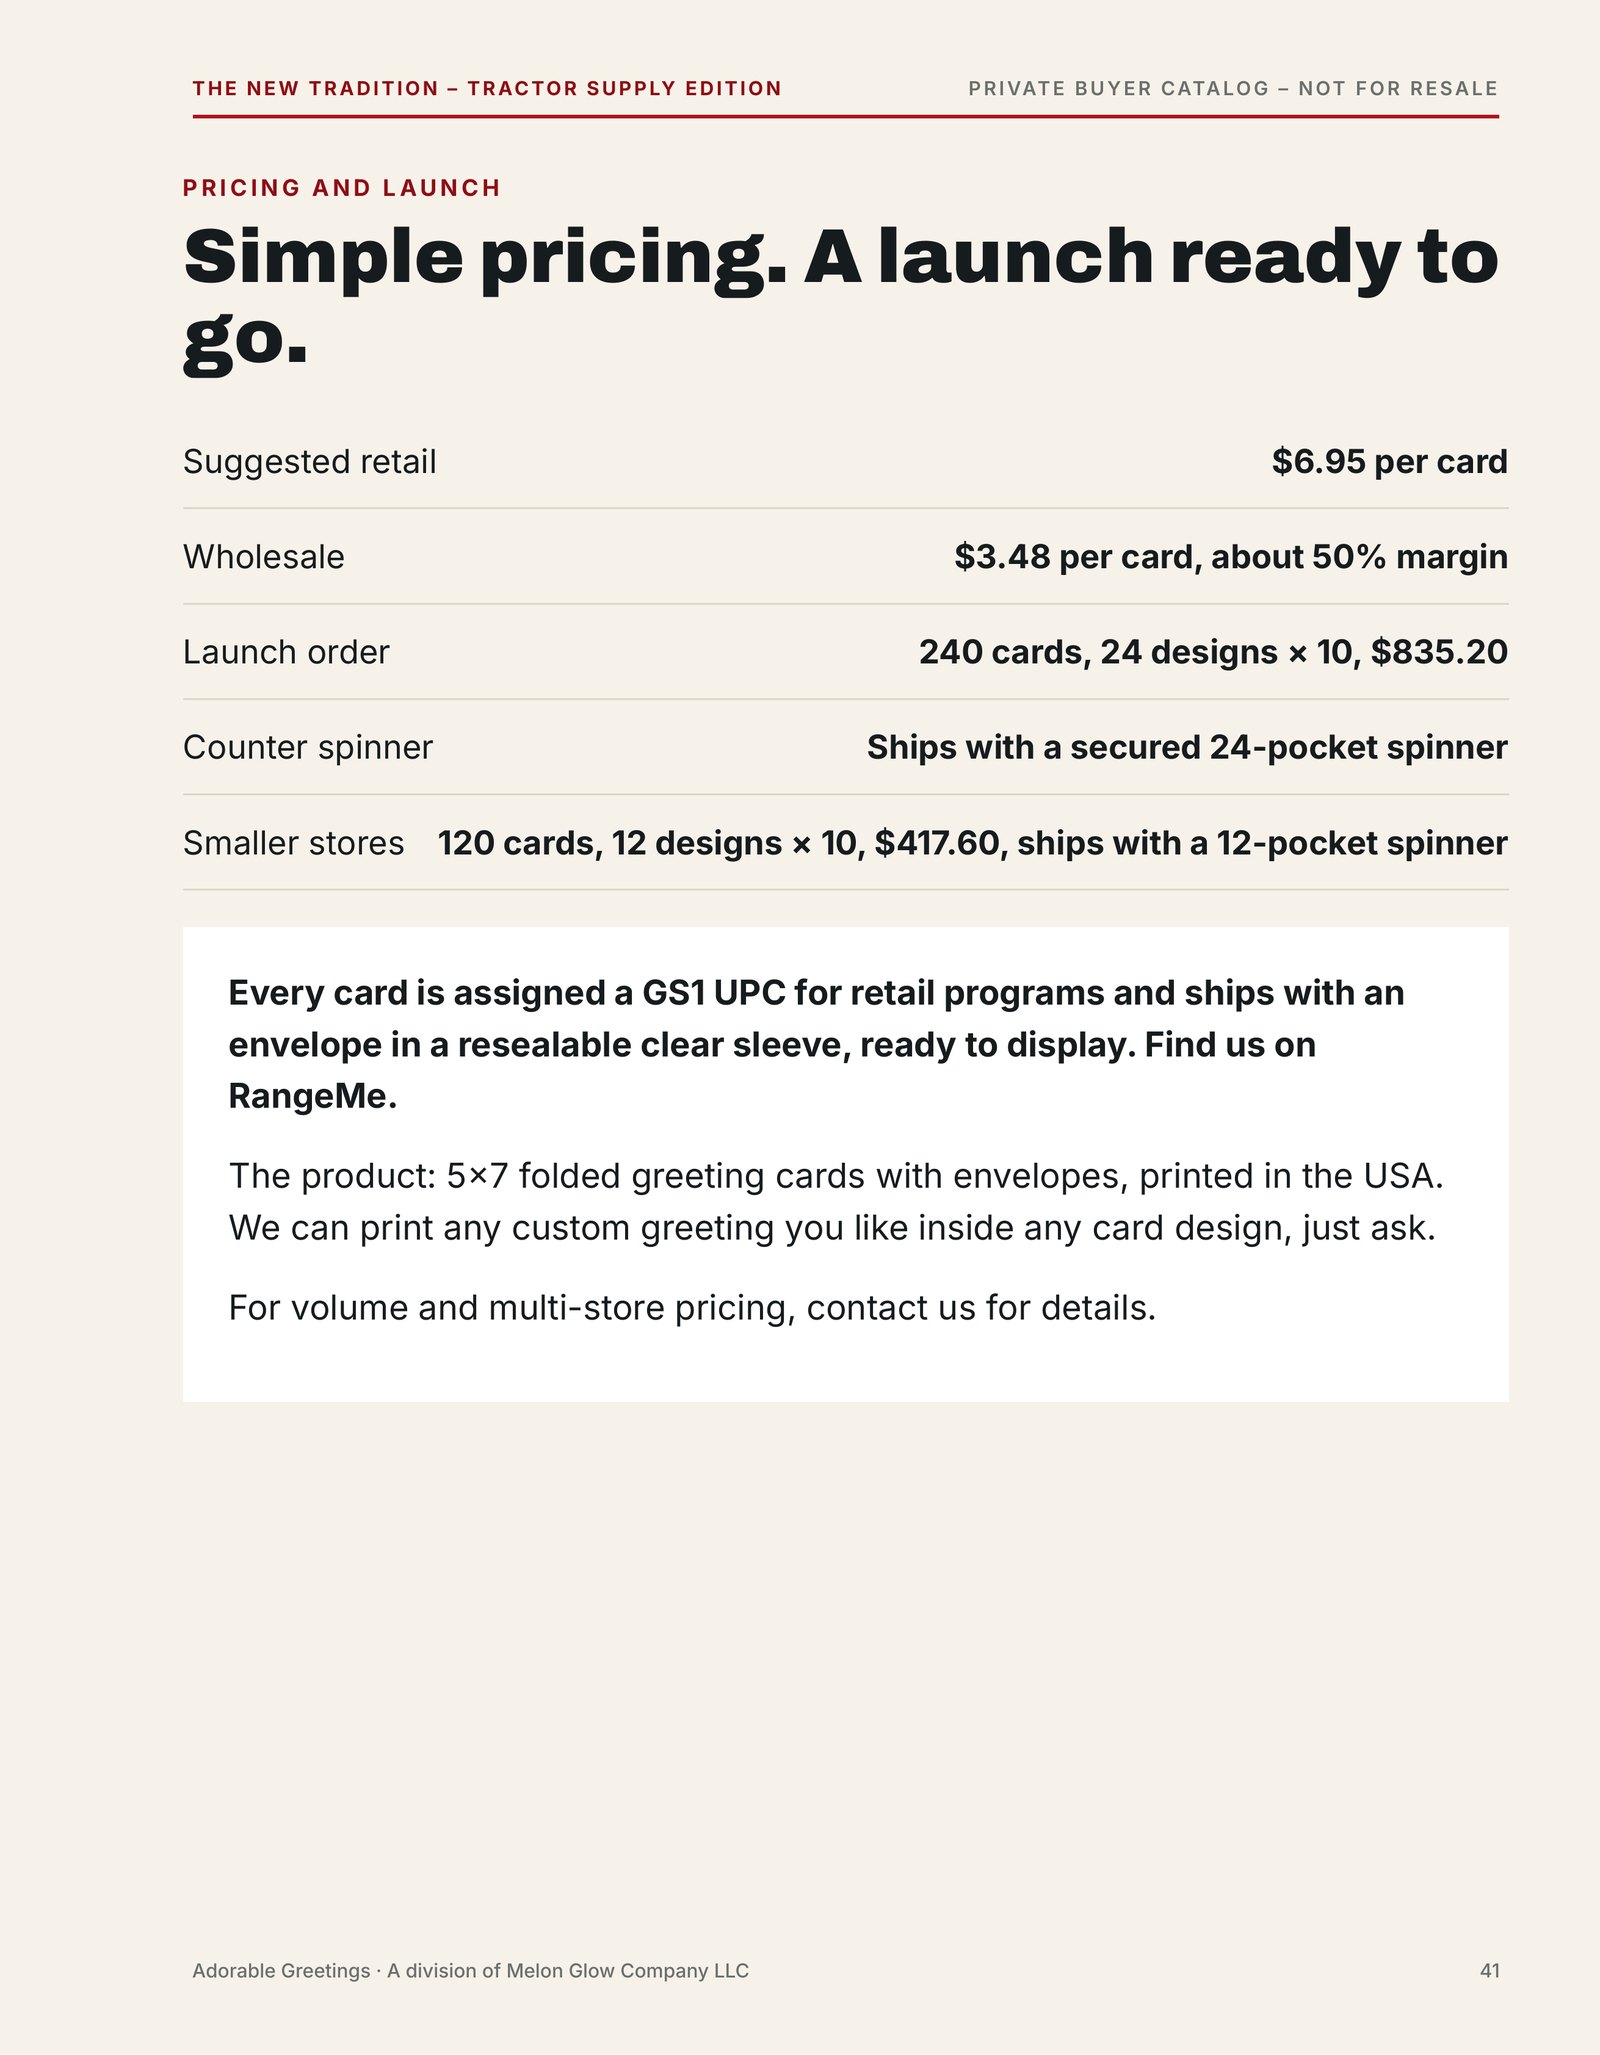 THE NEW TRADITION – TRACTOR SUPPLY EDITION
PRIVATE BUYER CATALOG – NOT FOR RESALE
PRICING AND LAUNCH
Simple pricing. A launch ready to
go.
Suggested retail $6.95 per card
Wholesale $3.48 per card, about 50% margin
Launch order 240 cards, 24 designs × 10, $835.20
Counter spinner Ships with a secured 24-pocket spinner
Smaller stores 120 cards, 12 designs × 10, $417.60, ships with a 12-pocket spinner
Every card is assigned a GS1 UPC for retail programs and ships with an
envelope in a resealable clear sleeve, ready to display. Find us on
RangeMe.
The product: 5×7 folded greeting cards with envelopes, printed in the USA.
We can print any custom greeting you like inside any card design, just ask.
For volume and multi-store pricing, contact us for details.
Adorable Greetings · A division of Melon Glow Company LLC
41